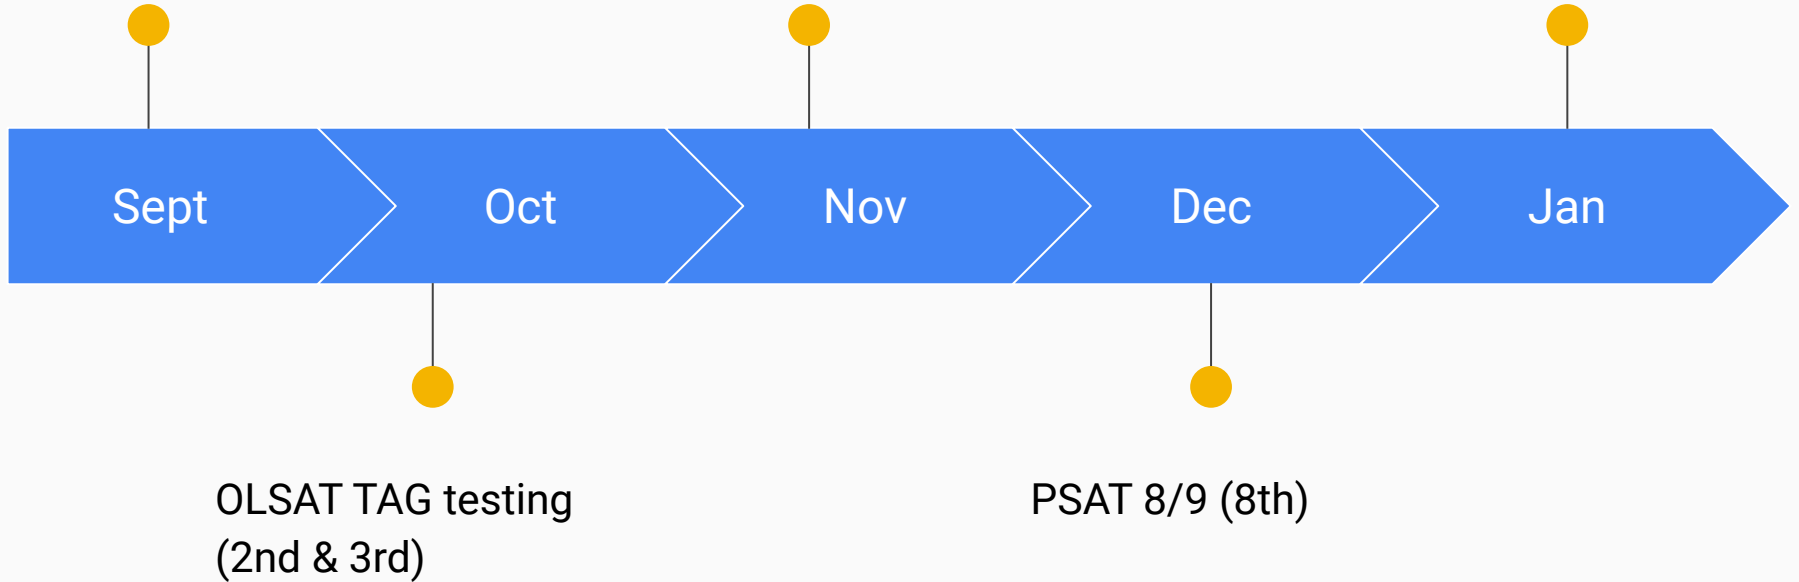 Sept
Oct
Nov
Dec
Jan
OLSAT TAG testing
(2nd & 3rd)
PSAT 8/9 (8th)